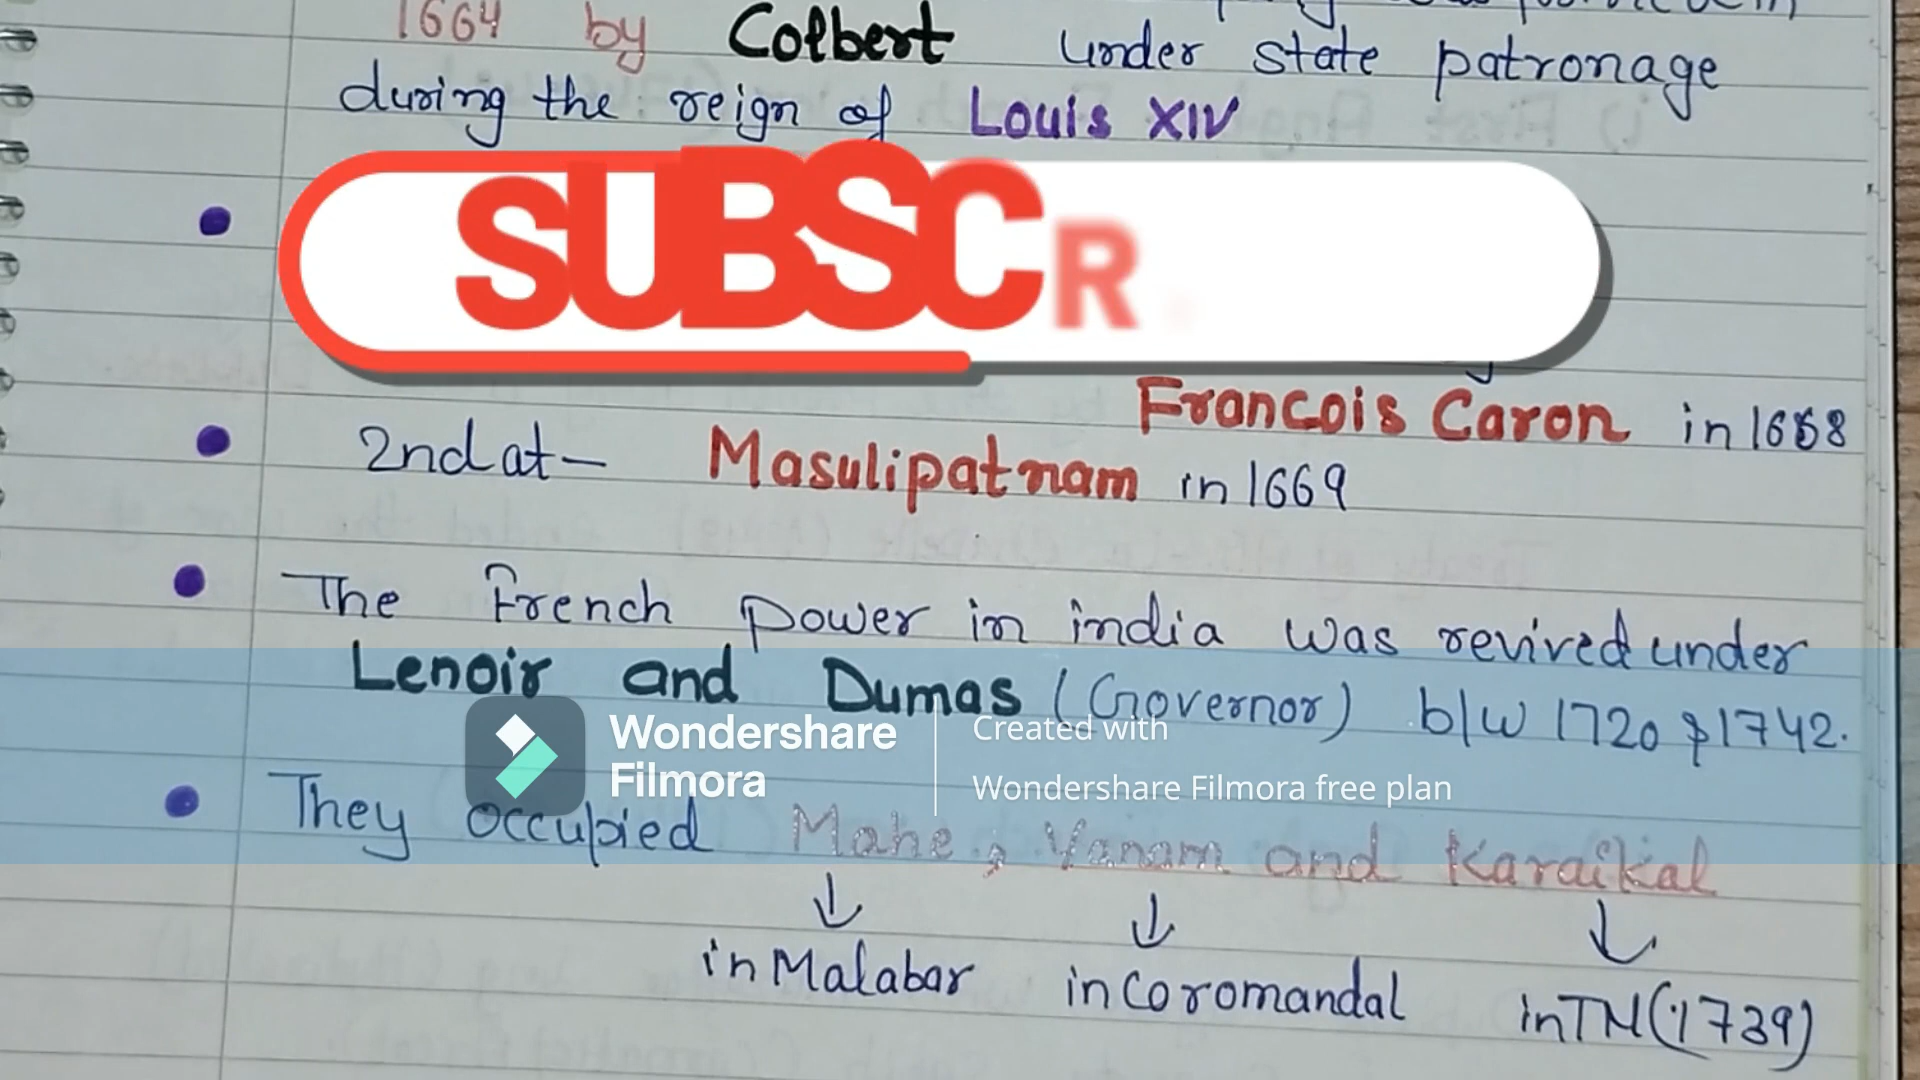 1664 by Colbert under state patronage
during the reign of Louis XIV
SUBSCR
Francois Caron in 1668
2nd at - Masulipatnam in 1669
The French power in india was revived under
Lenoir and Dumas (Governor) b/w 1720 & 1742.
Wondershare Filmora
Created with
Wondershare Filmora free plan
They occupied Mahe, Yanam and Karaikal
↓ ↓ ↓
in Malabar in Coromandal in TN (1739)